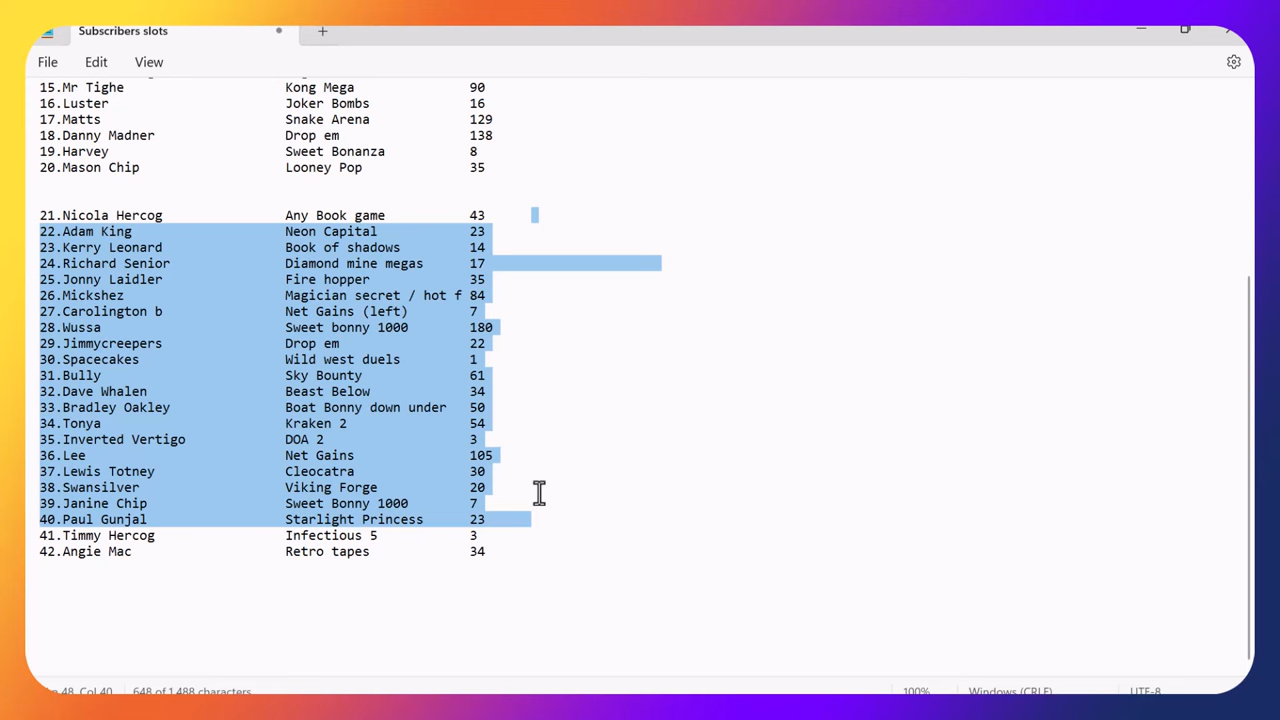 Subscribers slots
File Edit View
15.Mr Tighe Kong Mega 90
16.Luster Joker Bombs 16
17.Matts Snake Arena 129
18.Danny Madner Drop em 138
19.Harvey Sweet Bonanza 8
20.Mason Chip Looney Pop 35
21.Nicola Hercog Any Book game 43
22.Adam King Neon Capital 23
23.Kerry Leonard Book of shadows 14
24.Richard Senior Diamond mine megas 17
25.Jonny Laidler Fire hopper 35
26.Mickshez Magician secret / hot f 84
27.Carolington b Net Gains (left) 7
28.Wussa Sweet bonny 1000 180
29.Jimmycreepers Drop em 22
30.Spacecakes Wild west duels 1
31.Bully Sky Bounty 61
32.Dave Whalen Beast Below 34
33.Bradley Oakley Boat Bonny down under 50
34.Tonya Kraken 2 54
35.Inverted Vertigo DOA 2 3
36.Lee Net Gains 105
37.Lewis Totney Cleocatra 30
38.Swansilver Viking Forge 20
39.Janine Chip Sweet Bonny 1000 7
40.Paul Gunjal Starlight Princess 23
41.Timmy Hercog Infectious 5 3
42.Angie Mac Retro tapes 34
48, Col 40 648 of 1,488 characters 100% Windows (CRLF) UTF-8